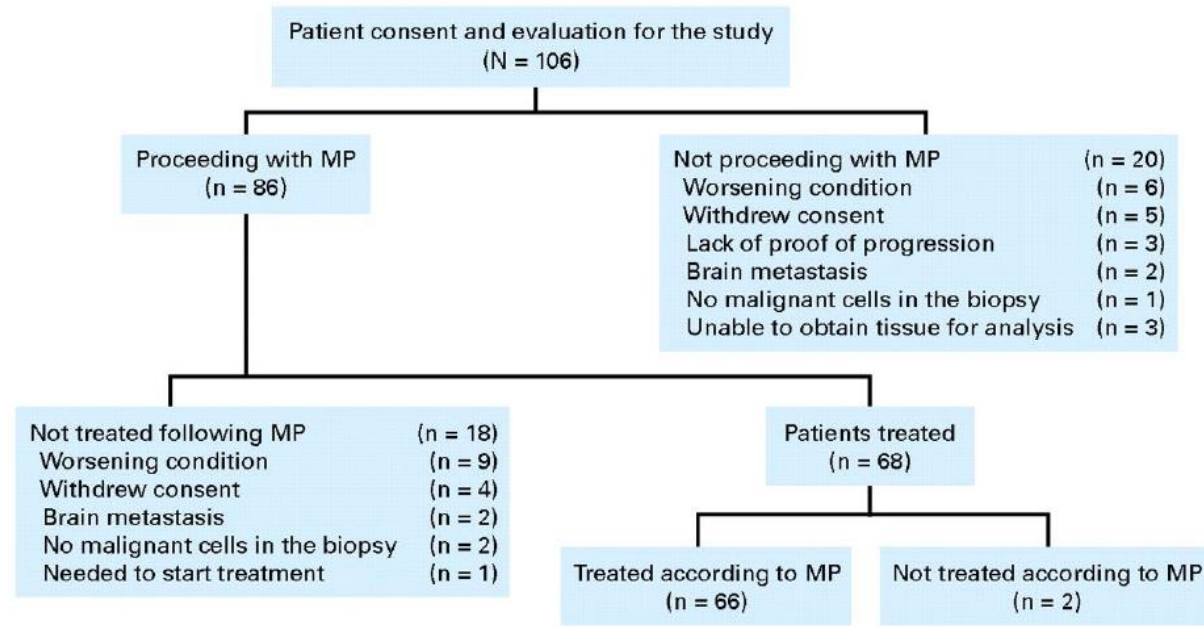 Patient consent and evaluation for the study
(N = 106)
Proceeding with MP
(n = 86)
Not proceeding with MP (n = 20)
Worsening condition (n = 6)
Withdrew consent (n = 5)
Lack of proof of progression (n = 3)
Brain metastasis (n = 2)
No malignant cells in the biopsy (n = 1)
Unable to obtain tissue for analysis (n = 3)
Not treated following MP (n = 18)
Worsening condition (n = 9)
Withdrew consent (n = 4)
Brain metastasis (n = 2)
No malignant cells in the biopsy (n = 2)
Needed to start treatment (n = 1)
Patients treated
(n = 68)
Treated according to MP
(n = 66)
Not treated according to MP
(n = 2)